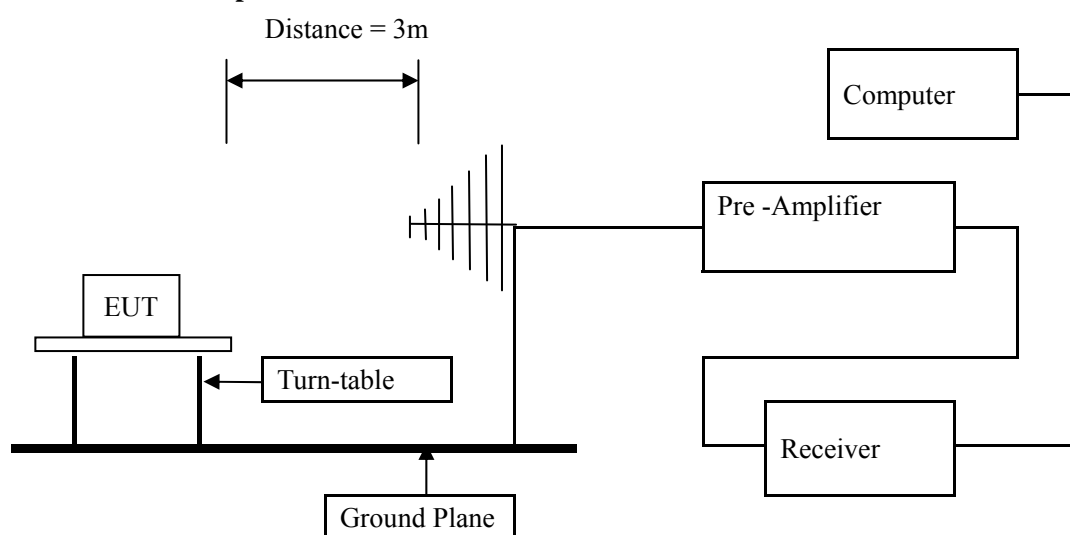 Distance = 3m
Computer
Pre -Amplifier
EUT
Turn-table
Receiver
Ground Plane